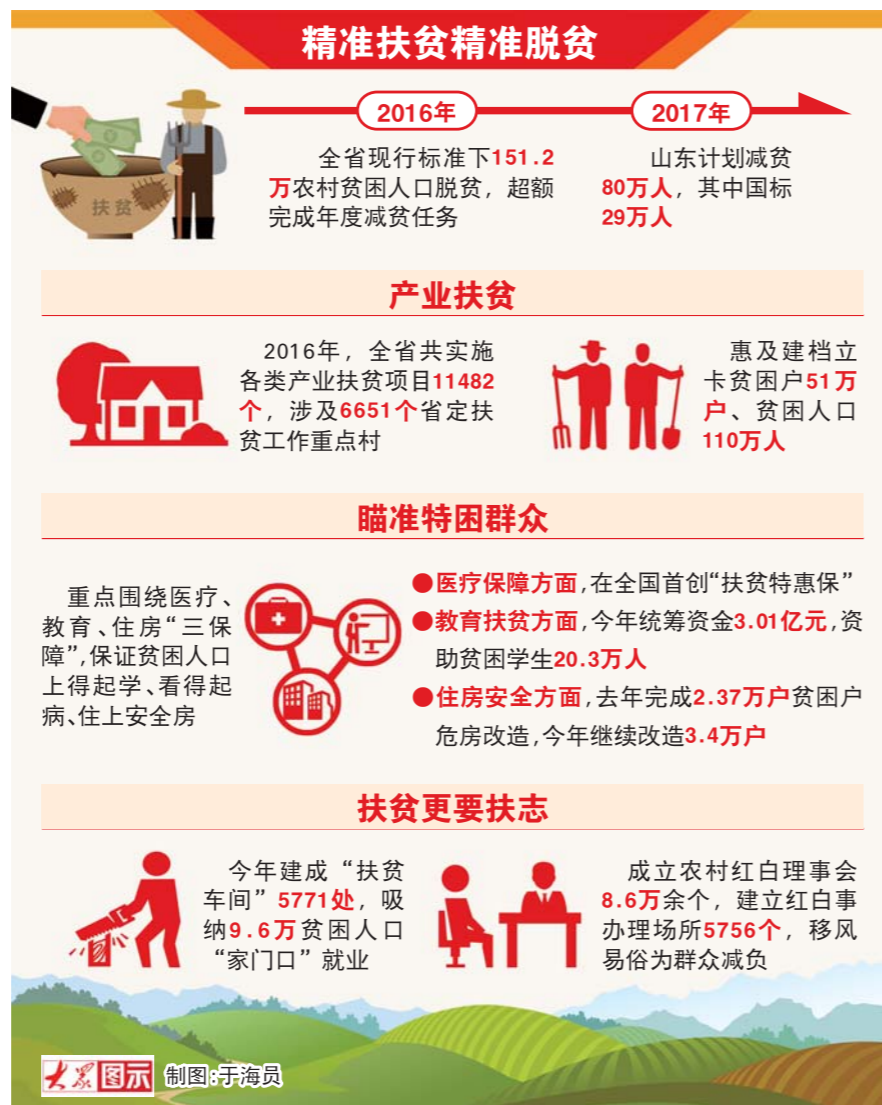 精准扶贫精准脱贫
扶贫
2016年
2017年
全省现行标准下151.2
万农村贫困人口脱贫，超额
完成年度减贫任务
山东计划减贫
80万人，其中国标
29万人
产业扶贫
2016年，全省共实施
各类产业扶贫项目11482
个，涉及6651个省定扶
贫工作重点村
惠及建档立
卡贫困户51万
户、贫困人口
110万人
瞄准特困群众
重点围绕医疗、
教育、住房“三保
障”,保证贫困人口
上得起学、看得起
病、住上安全房
●医疗保障方面,在全国首创“扶贫特惠保”
●教育扶贫方面,今年统筹资金3.01亿元,资
助贫困学生20.3万人
●住房安全方面,去年完成2.37万户贫困户
危房改造,今年继续改造3.4万户
扶贫更要扶志
今年建成“扶贫
车间”5771处，吸
纳9.6万贫困人口
“家门口”就业
成立农村红白理事会
8.6万余个，建立红白事
办理场所5756个，移风
易俗为群众减负
大众图示 制图:于海员